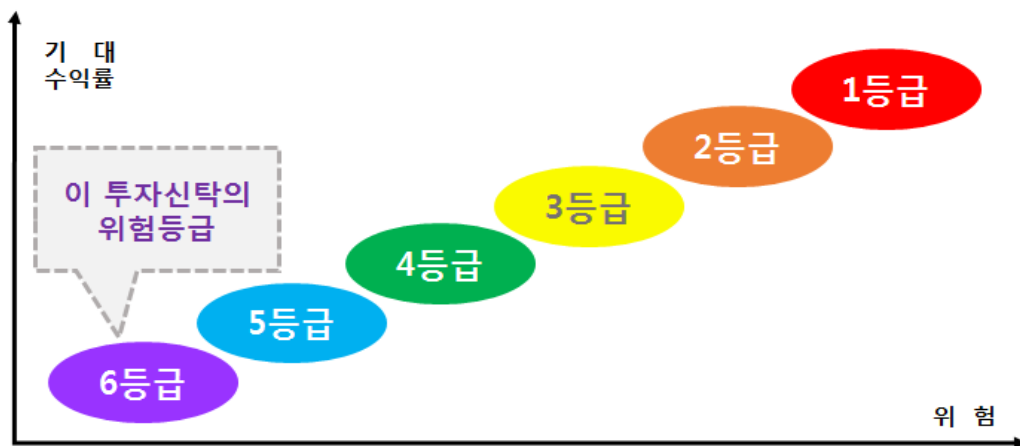 기 대
수익률
1등급
2등급
이 투자신탁의
위험등급
3등급
4등급
5등급
6등급
위 험